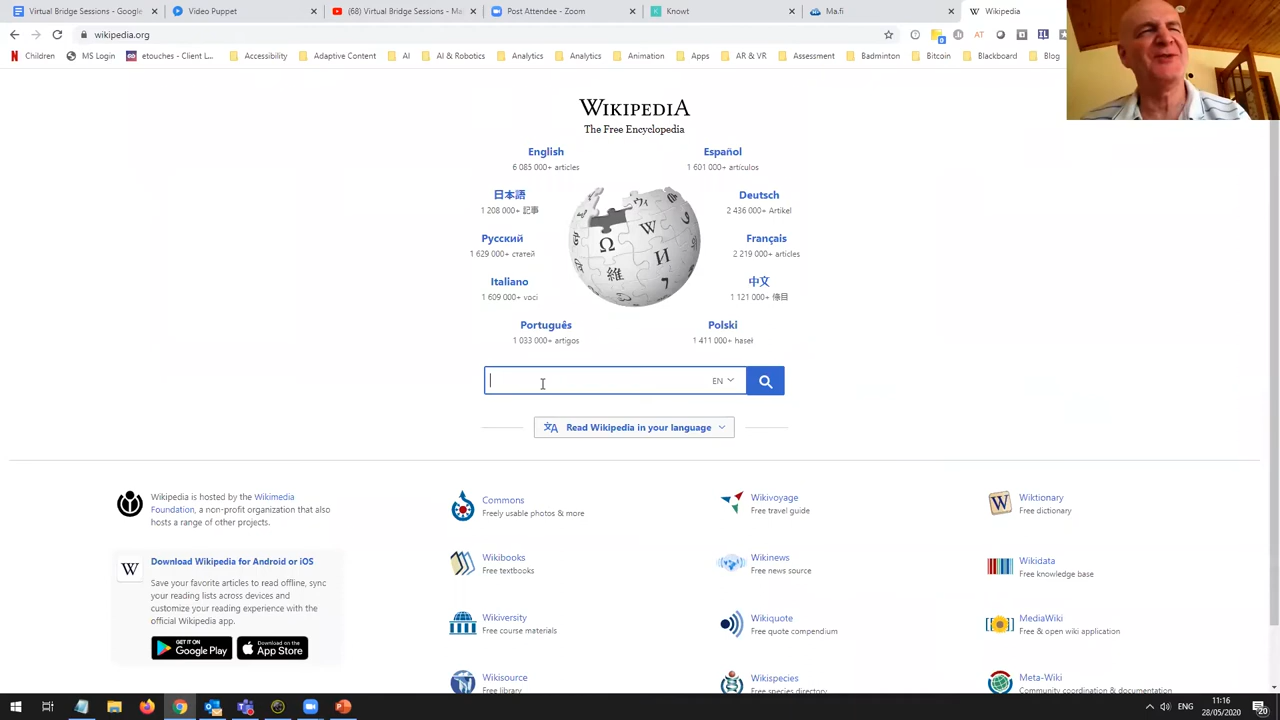 Virtual Bridge Sessions - Google
Video Puppet
(68) Virtual Bridge Sessions - Ma
Post Attendee - Zoom
Knowt
Ma.fi
Wikipedia
wikipedia.org
Children
MS Login
etouches - Client L...
Accessibility
Adaptive Content
AI
AI & Robotics
Analytics
Analytics
Animation
Apps
AR & VR
Assessment
Badminton
Bitcoin
Blackboard
Blog
WIKIPEDIA
The Free Encyclopedia
English
6 085 000+ articles
Español
1 601 000+ artículos
日本語
1 208 000+ 記事
Deutsch
2 436 000+ Artikel
Русский
1 629 000+ статей
Français
2 219 000+ articles
Italiano
1 609 000+ voci
中文
1 121 000+ 條目
Português
1 033 000+ artigos
Polski
1 411 000+ haseł
EN
Read Wikipedia in your language
Wikipedia is hosted by the Wikimedia
Foundation, a non-profit organization that also
hosts a range of other projects.
Download Wikipedia for Android or iOS
Save your favorite articles to read offline, sync
your reading lists across devices and
customize your reading experience with the
official Wikipedia app.
GET IT ON
Google Play
Download on the
App Store
Commons
Freely usable photos & more
Wikivoyage
Free travel guide
Wiktionary
Free dictionary
Wikibooks
Free textbooks
Wikinews
Free news source
Wikidata
Free knowledge base
Wikiversity
Free course materials
Wikiquote
Free quote compendium
MediaWiki
Free & open wiki application
Wikisource
Free library
Wikispecies
Free species directory
Meta-Wiki
Community coordination & documentation
ENG
11:16
28/05/2020
20